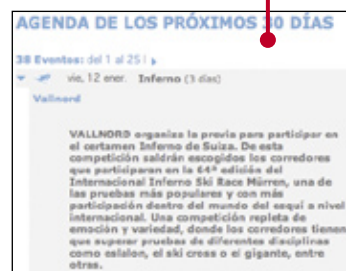 AGENDA DE LOS PRÓXIMOS 30 DÍAS
38 Eventos: del 1 al 25 |
vie, 12 ener. Inferno (3 días)
Vallnord
VALLNORD organiza la previa para participar en
el certamen Inferno de Suiza. De esta
competición saldrán escogidos los corredores
que participaran en la 64ª edición del
Internacional Inferno Ski Race Mürren, una de
las pruebas más populares y con más
participación dentro del mundo del esquí a nivel
internacional. Una competición repleta de
emoción y variedad, donde los corredores tienen
que superar pruebas de diferentes disciplinas
como eslalon, el ski cross o el gigante, entre
otras.